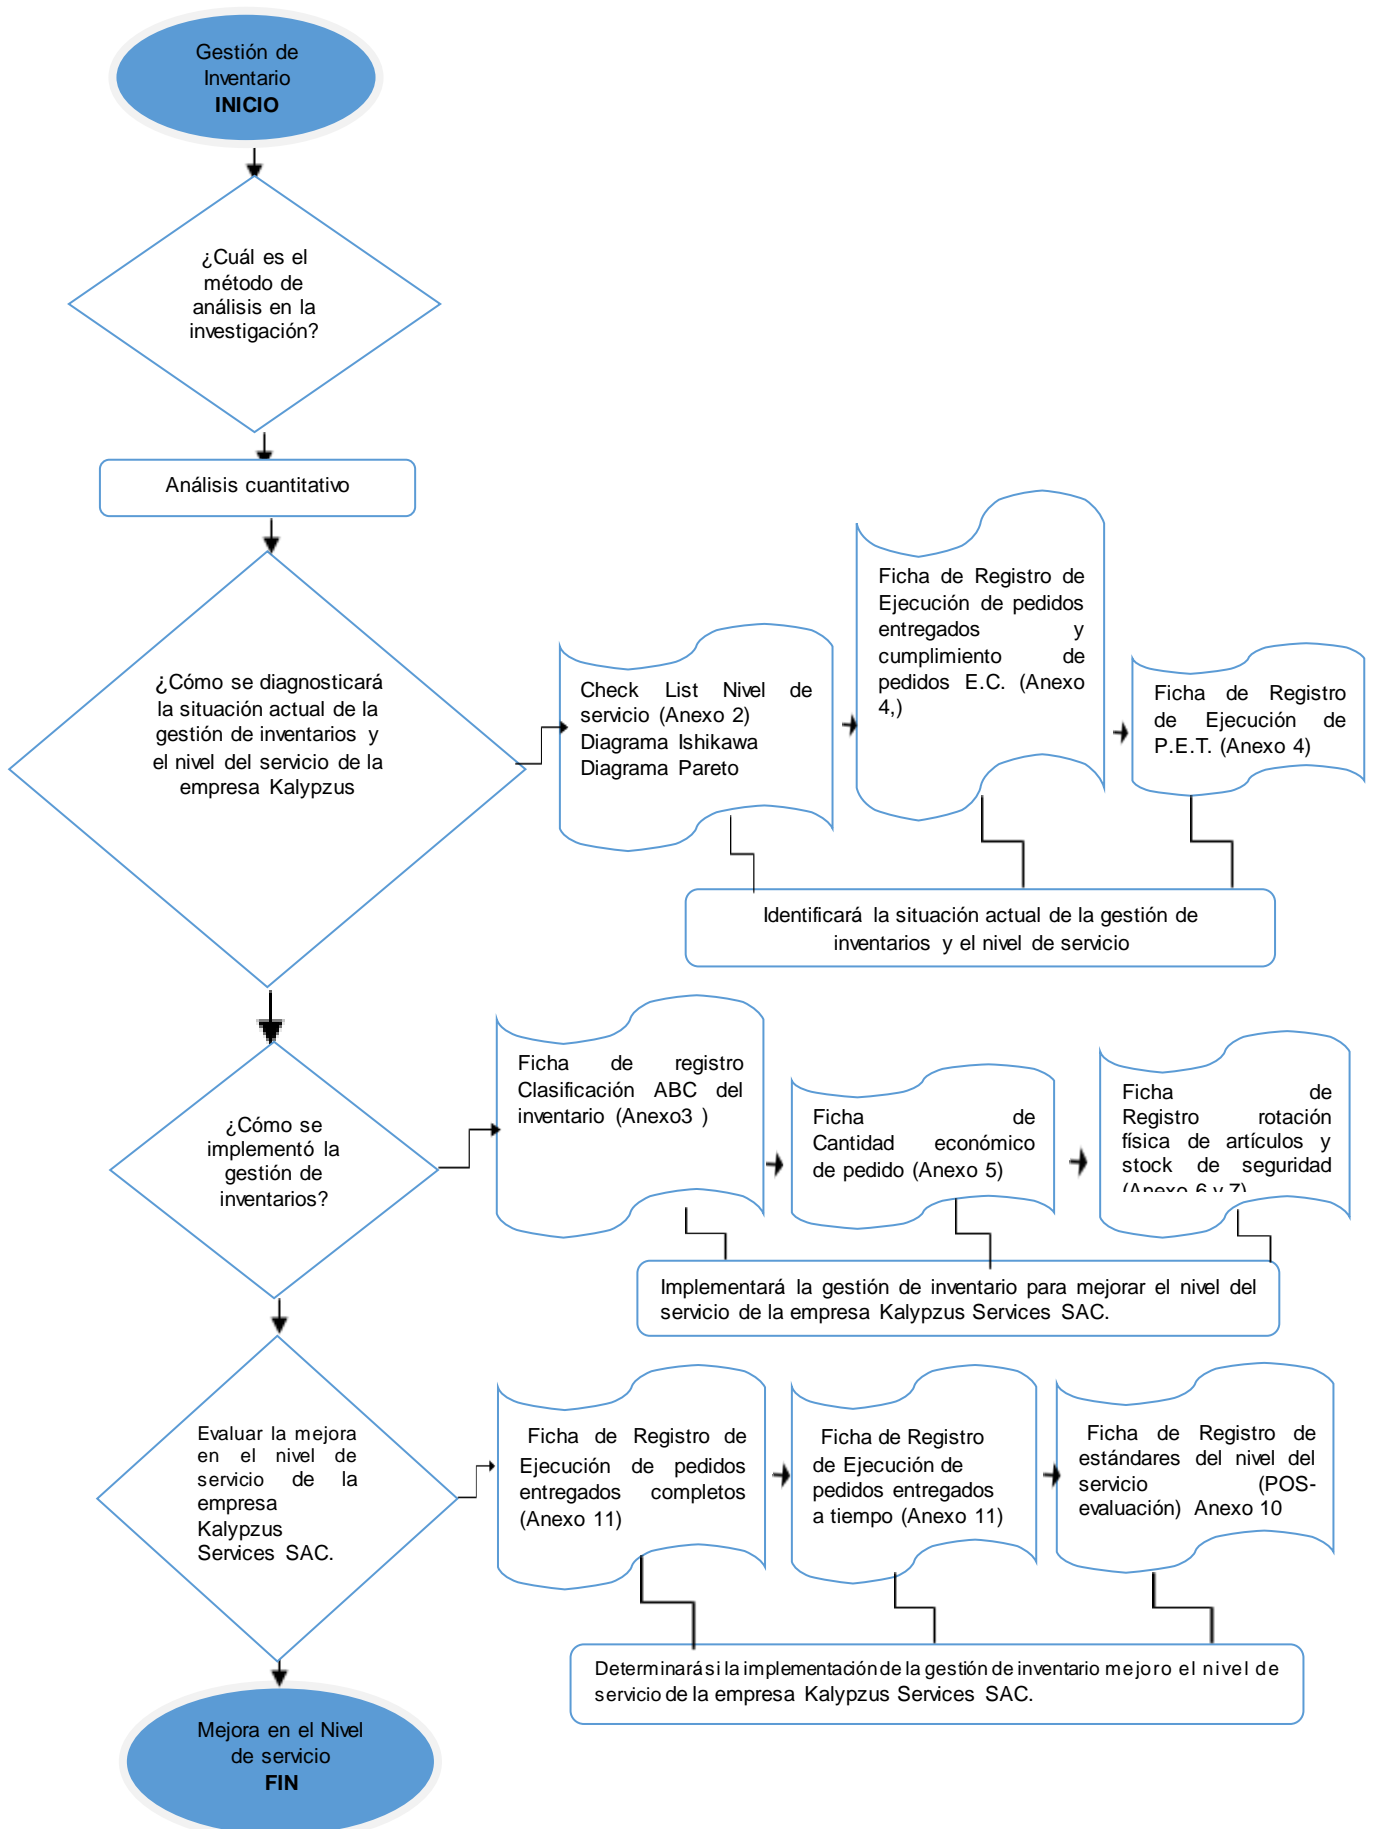 Gestión de
Inventario
INICIO
¿Cuál es el
método de
análisis en la
investigación?
Análisis cuantitativo
¿Cómo se diagnosticará
la situación actual de la
gestión de inventarios y
el nivel del servicio de la
empresa Kalypzus
Check List Nivel de
servicio (Anexo 2)
Diagrama Ishikawa
Diagrama Pareto
Ficha de Registro de
Ejecución de pedidos
entregados y
cumplimiento de
pedidos E.C. (Anexo
4,)
Ficha de Registro
de Ejecución de
P.E.T. (Anexo 4)
Identificará la situación actual de la gestión de
inventarios y el nivel de servicio
¿Cómo se
implementó la
gestión de
inventarios?
Ficha de registro
Clasificación ABC del
inventario (Anexo3 )
Ficha de
Cantidad económico
de pedido (Anexo 5)
Ficha de
Registro rotación
física de artículos y
stock de seguridad
(Anexo 6 y 7)
Implementará la gestión de inventario para mejorar el nivel del
servicio de la empresa Kalypzus Services SAC.
Evaluar la mejora
en el nivel de
servicio de la
empresa
Kalypzus
Services SAC.
Ficha de Registro de
Ejecución de pedidos
entregados completos
(Anexo 11)
Ficha de Registro
de Ejecución de
pedidos entregados
a tiempo (Anexo 11)
Ficha de Registro de
estándares del nivel del
servicio (POS-
evaluación) Anexo 10
Determinará si la implementación de la gestión de inventario mejoro el nivel de
servicio de la empresa Kalypzus Services SAC.
Mejora en el Nivel
de servicio
FIN